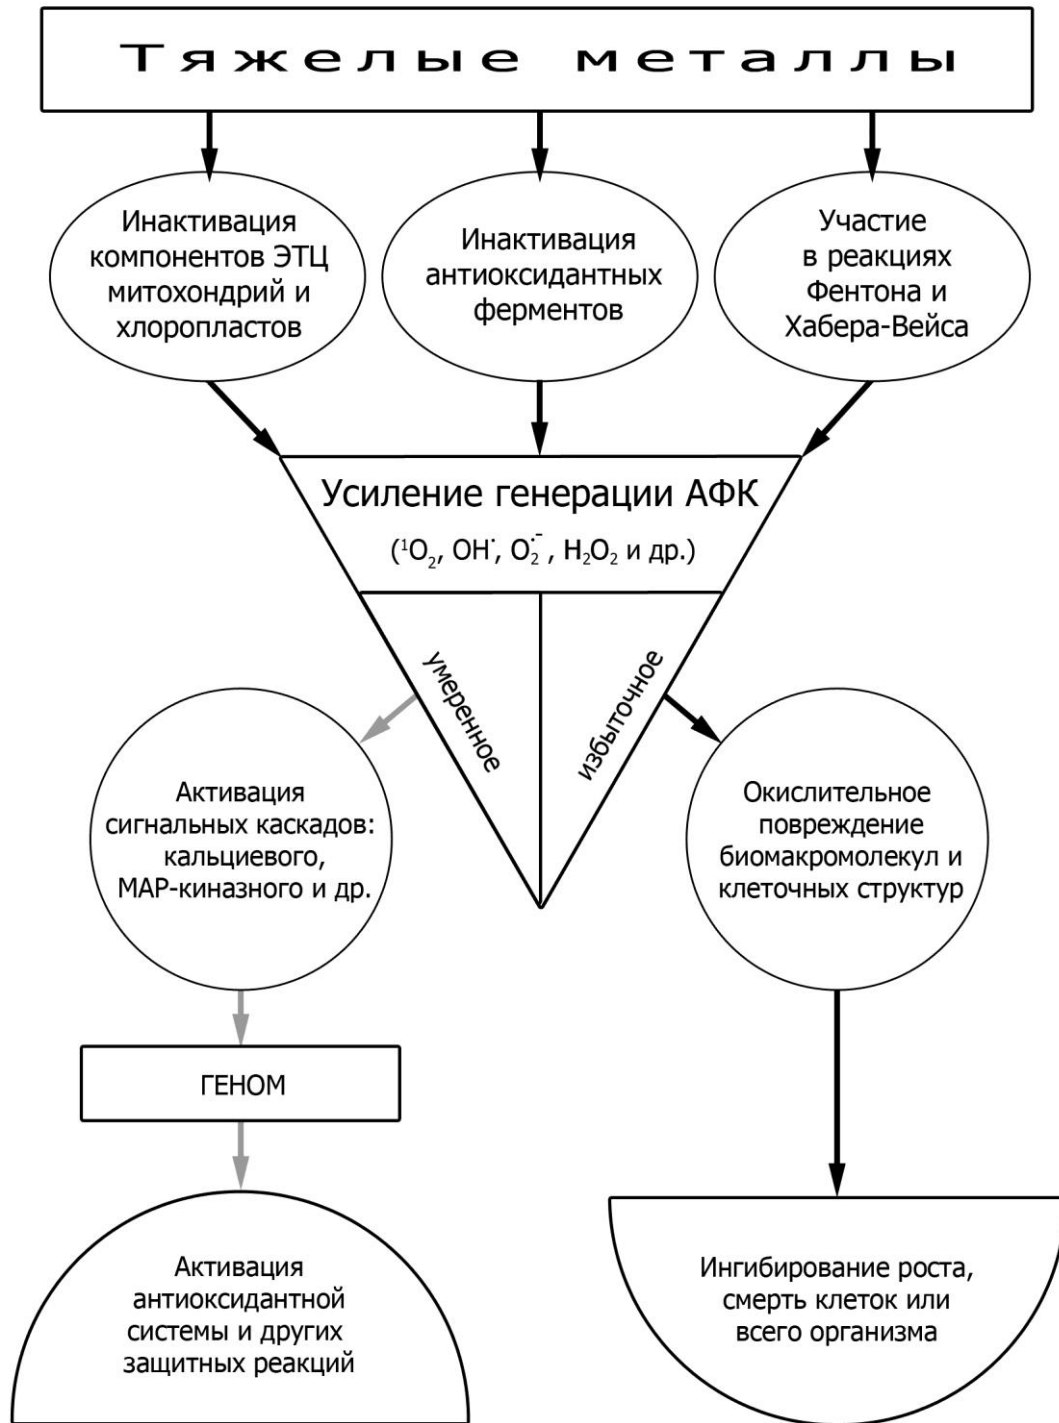 Тяжелые металлы
Инактивация
компонентов ЭТЦ
митохондрий и
хлоропластов
Инактивация
антиоксидантных
ферментов
Участие
в реакциях
Фентона и
Хабера-Вейса
Усиление генерации АФК
(¹O₂, OH˙, O₂˙⁻, H₂O₂ и др.)
умеренное
избыточное
Активация
сигнальных каскадов:
кальциевого,
МАР-киназного и др.
Окислительное
повреждение
биомакромолекул и
клеточных структур
ГЕНОМ
Активация
антиоксидантной
системы и других
защитных реакций
Ингибирование роста,
смерть клеток или
всего организма